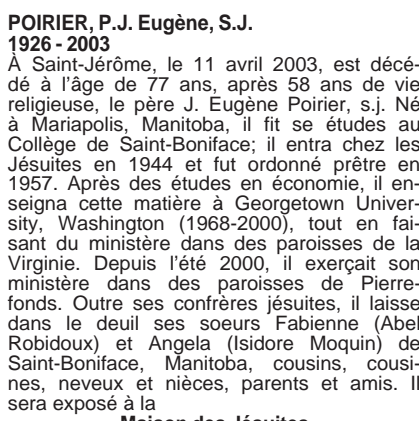 POIRIER, P.J. Eugène, S.J.
1926 - 2003
À Saint-Jérôme, le 11 avril 2003, est décé-
dé à l'âge de 77 ans, après 58 ans de vie
religieuse, le père J. Eugène Poirier, s.j. Né
à Mariapolis, Manitoba, il fit se études au
Collège de Saint-Boniface; il entra chez les
Jésuites en 1944 et fut ordonné prêtre en
1957. Après des études en économie, il en-
seigna cette matière à Georgetown Univer-
sity, Washington (1968-2000), tout en fai-
sant du ministère dans des paroisses de la
Virginie. Depuis l'été 2000, il exerçait son
ministère dans des paroisses de Pierre-
fonds. Outre ses confrères jésuites, il laisse
dans le deuil ses soeurs Fabienne (Abel
Robidoux) et Angela (Isidore Moquin) de
Saint-Boniface, Manitoba, cousins, cousi-
nes, neveux et nièces, parents et amis. Il
sera exposé à la
Maison des Jésuites